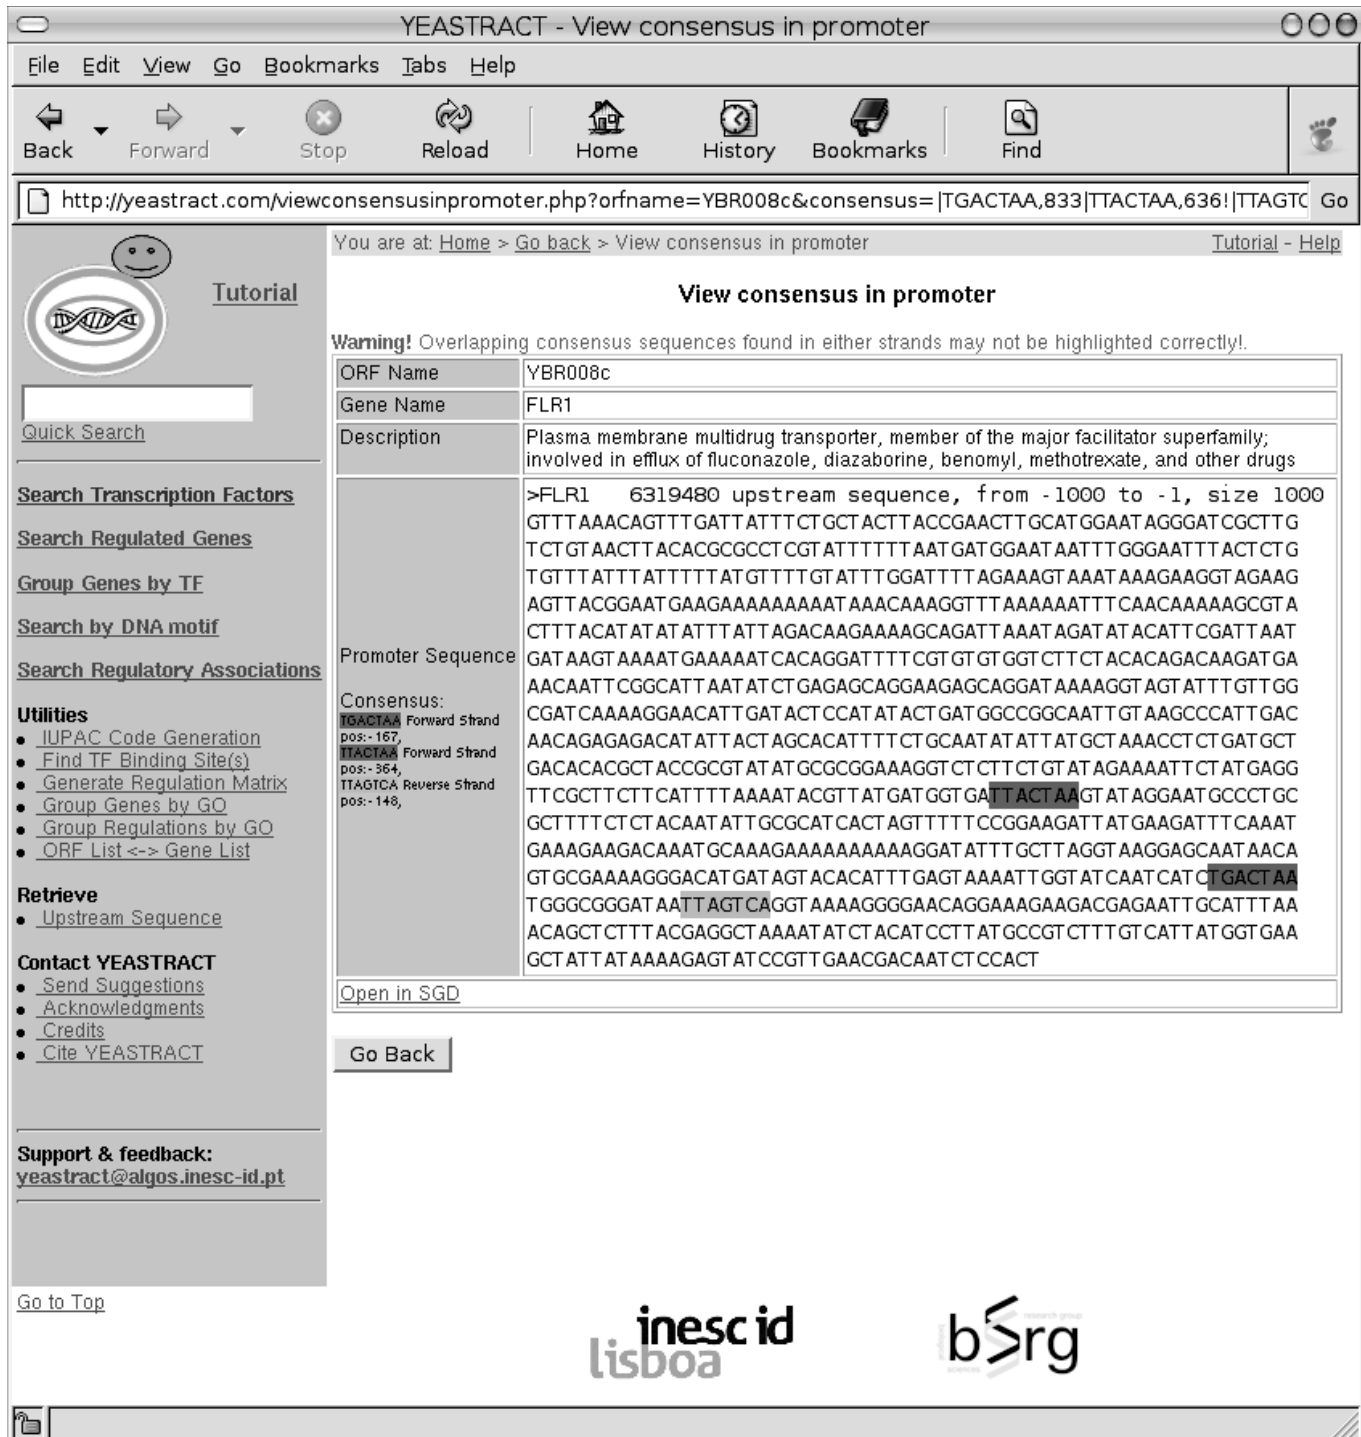 YEASTRACT - View consensus in promoter
File Edit View Go Bookmarks Tabs Help
Back Forward Stop Reload Home History Bookmarks Find
http://yeastract.com/viewconsensusinpromoter.php?orfname=YBR008c&consensus=|TGACTAA,833|TTACTAA,636!|TTAGTC Go
You are at: Home > Go back > View consensus in promoter Tutorial - Help
Tutorial
View consensus in promoter
Warning! Overlapping consensus sequences found in either strands may not be highlighted correctly!.
Quick Search
Search Transcription Factors
Search Regulated Genes
Group Genes by TF
Search by DNA motif
Search Regulatory Associations
Utilities
IUPAC Code Generation
Find TF Binding Site(s)
Generate Regulation Matrix
Group Genes by GO
Group Regulations by GO
ORF List <-> Gene List
Retrieve
Upstream Sequence
Contact YEASTRACT
Send Suggestions
Acknowledgments
Credits
Cite YEASTRACT
Support & feedback:
yeastract@algos.inesc-id.pt
Go to Top
ORF Name YBR008c
Gene Name FLR1
Description Plasma membrane multidrug transporter, member of the major facilitator superfamily;
involved in efflux of fluconazole, diazaborine, benomyl, methotrexate, and other drugs
Promoter Sequence
Consensus:
TGACTAA Forward Strand
pos:-167,
TTACTAA Forward Strand
pos:-364,
TTAGTCA Reverse Strand
pos:-148,
>FLR1 6319480 upstream sequence, from -1000 to -1, size 1000
GTTTAAACAGTTTGATTATTTCTGCTACTTACCGAACTTGCATGGAATAGGGATCGCTTG
TCTGTAACTTACACGCGCCTCGTATTTTTTAATGATGGAATAATTTGGGAATTTACTCTG
TGTTTATTTATTTTTATGTTTTGTATTTGGATTTTAGAAAGTAAATAAAGAAGGTAGAAG
AGTTACGGAATGAAGAAAAAAAAATAAACAAAGGTTTAAAAAATTTCAACAAAAAGCGTA
CTTTACATATATATTTATTAGACAAGAAAAGCAGATTAAATAGATATACATTCGATTAAT
GATAAGTAAAATGAAAAATCACAGGATTTTCGTGTGTGGTCTTCTACACAGACAAGATGA
AACAATTCGGCATTAATATCTGAGAGCAGGAAGAGCAGGATAAAAGGTAGTATTTGTTGG
CGATCAAAAGGAACATTGATACTCCATATACTGATGGCCGGCAATTGTAAGCCCATTGAC
AACAGAGAGACATATTACTAGCACATTTTCTGCAATATATTATGCTAAACCTCTGATGCT
GACACACGCTACCGCGTATATGCGCGGAAAGGTCTCTTCTGTATAGAAAATTCTATGAGG
TTCGCTTCTTCATTTTAAAATACGTTATGATGGTGATTACTAAGTATAGGAATGCCCTGC
GCTTTTCTCTACAATATTGCGCATCACTAGTTTTTCCGGAAGATTATGAAGATTTCAAAT
GAAAGAAGACAAATGCAAAGAAAAAAAAAAGGATATTTGCTTAGGTAAGGAGCAATAACA
GTGCGAAAAGGGACATGATAGTACACATTTGAGTAAAATTGGTATCAATCATCTGACTAA
TGGGCGGGATAATTAGTCAGGTAAAAGGGGAACAGGAAAGAAGACGAGAATTGCATTTAA
ACAGCTCTTTACGAGGCTAAAATATCTACATCCTTATGCCGTCTTTGTCATTATGGTGAA
GCTATTATAAAAGAGTATCCGTTGAACGACAATCTCCACT
Open in SGD
Go Back
inesc id
lisboa
bSrg